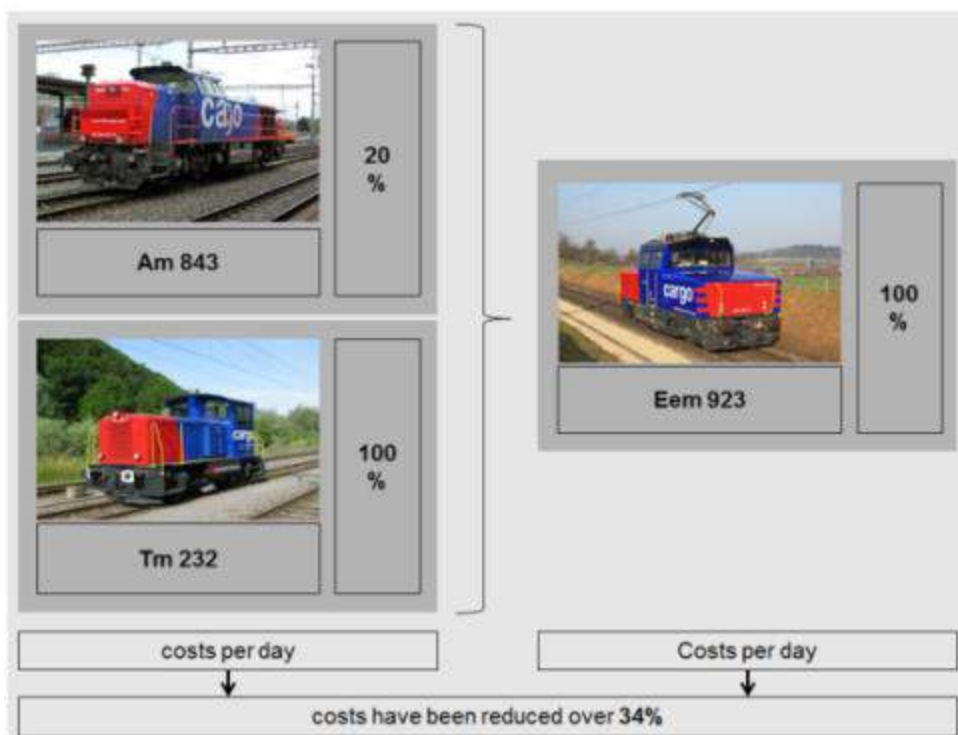 cargo
20
%
Am 843
cargo
100
%
Tm 232
cargo
100
%
Eem 923
costs per day
Costs per day
costs have been reduced over 34%